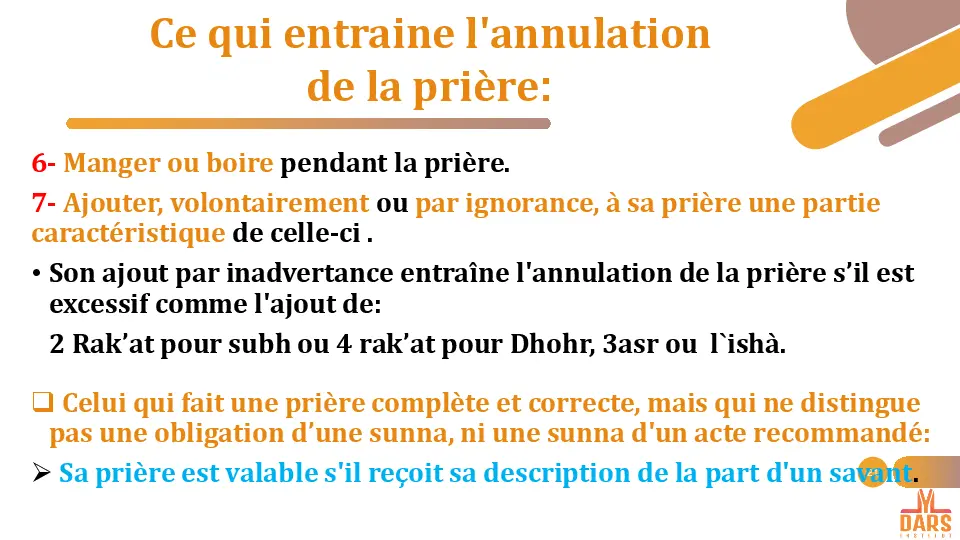 Ce qui entraine l'annulation
de la prière:
6- Manger ou boire pendant la prière.
7- Ajouter, volontairement ou par ignorance, à sa prière une partie
caractéristique de celle-ci .
• Son ajout par inadvertance entraîne l'annulation de la prière s’il est
excessif comme l'ajout de:
2 Rak’at pour subh ou 4 rak’at pour Dhohr, 3asr ou l`ishà.
❑ Celui qui fait une prière complète et correcte, mais qui ne distingue
pas une obligation d’une sunna, ni une sunna d'un acte recommandé:
➢ Sa prière est valable s'il reçoit sa description de la part d'un savant.
DARS
INSTITUT